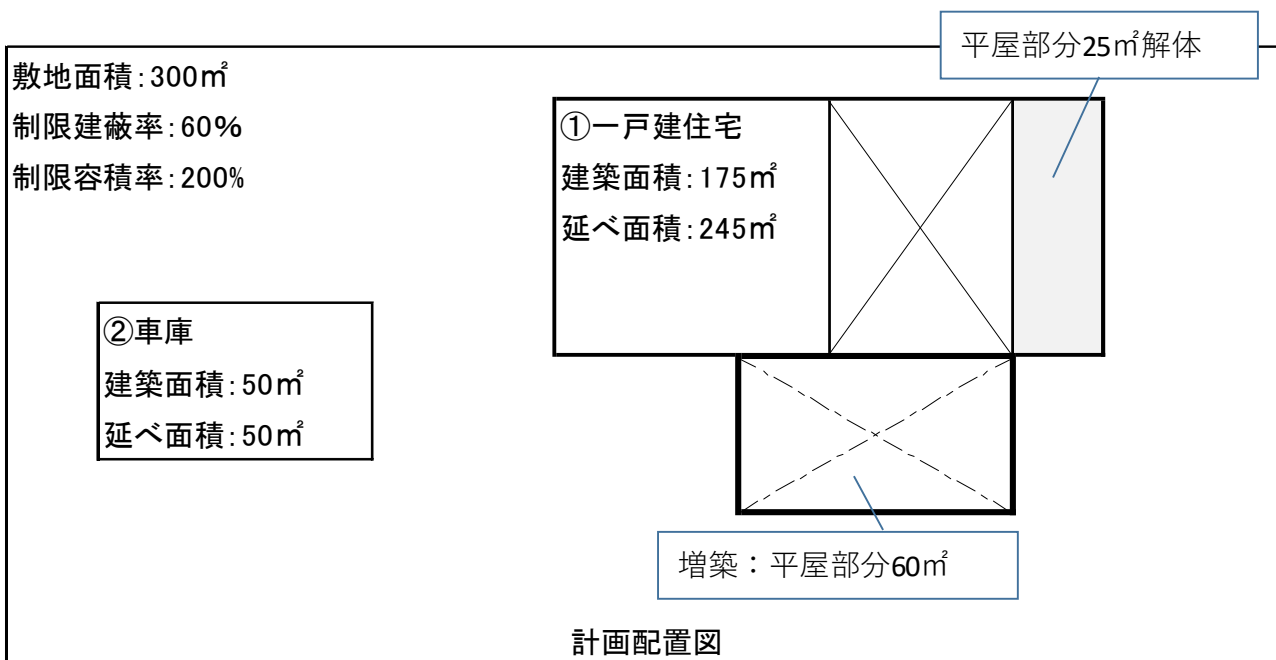 平屋部分25㎡解体
敷地面積:300㎡
制限建蔽率:60%
制限容積率:200%
①一戸建住宅
建築面積:175㎡
延べ面積:245㎡
②車庫
建築面積:50㎡
延べ面積:50㎡
増築：平屋部分60㎡
計画配置図